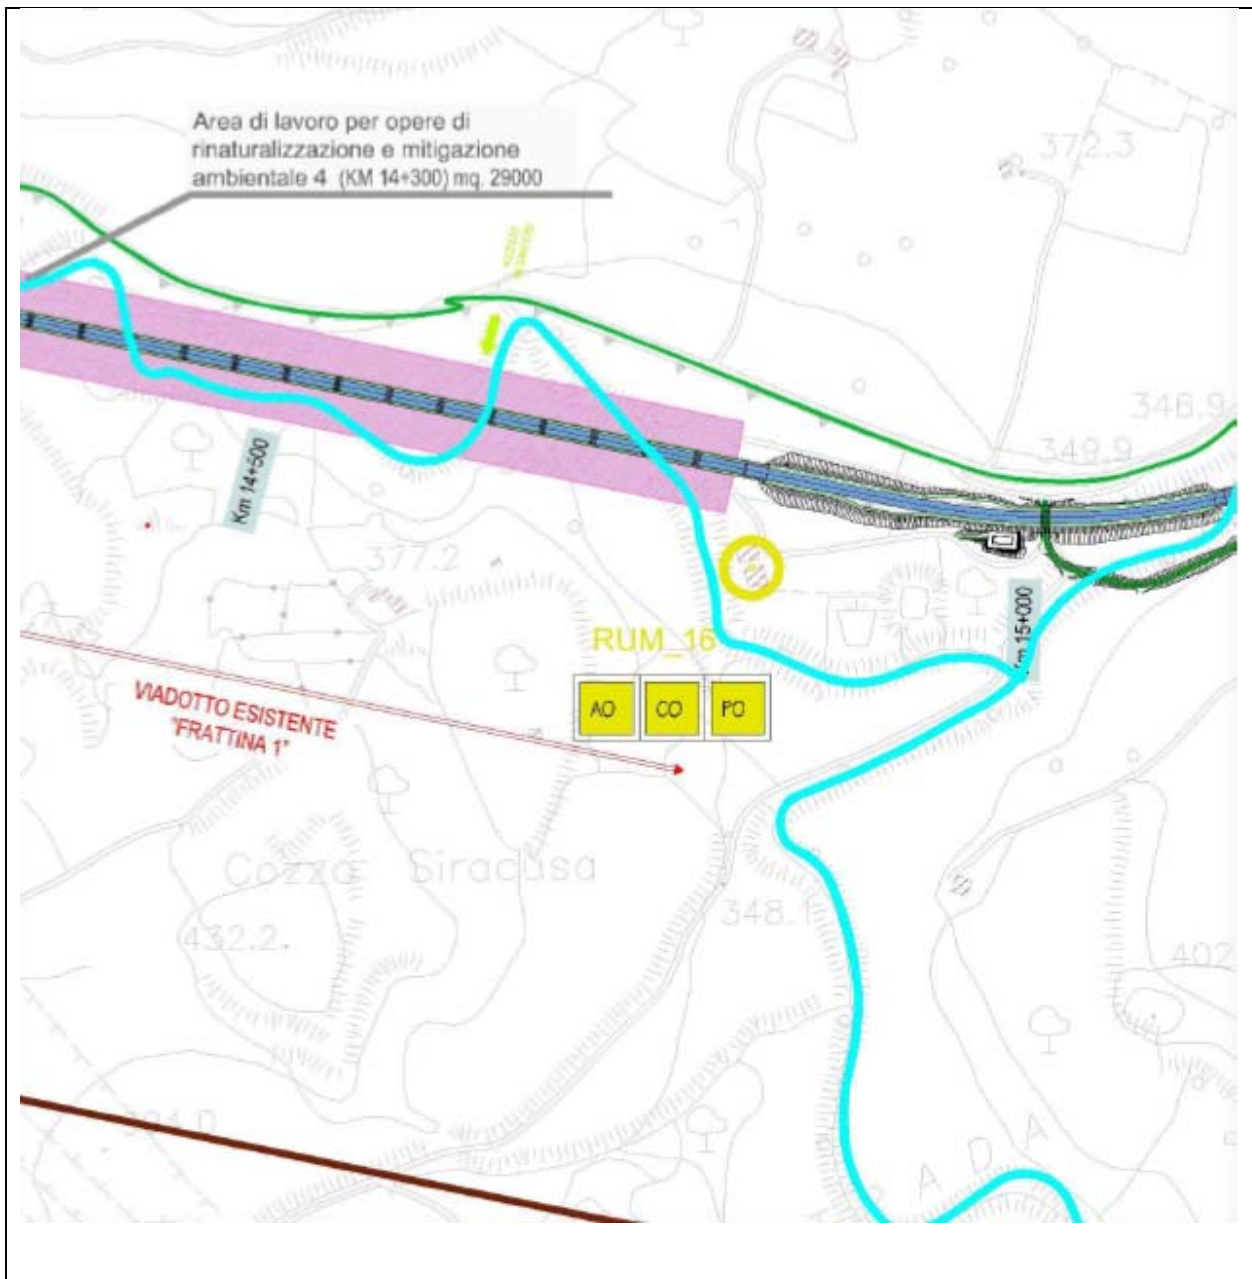 Area di lavoro per opere di
rinaturalizzazione e mitigazione
ambientale 4 (KM 14+300) mq. 29000
372.3
346.9
349.9
Km 14+500
377.2
Km 15+000
RUM_16
AO CO PO
VIADOTTO ESISTENTE
"FRATTINA 1"
Cozzo Siracusa
432.2
348.1
402
A D A